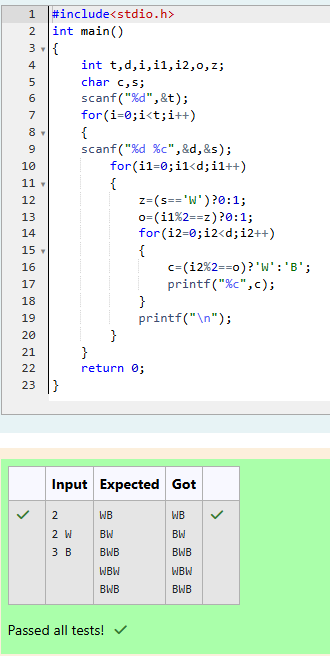 1 #include<stdio.h>
2 int main()
3 {
4 int t,d,i,i1,i2,o,z;
5 char c,s;
6 scanf("%d",&t);
7 for(i=0;i<t;i++)
8 {
9 scanf("%d %c",&d,&s);
10 for(i1=0;i1<d;i1++)
11 {
12 z=(s=='W')?0:1;
13 o=(i1%2==z)?0:1;
14 for(i2=0;i2<d;i2++)
15 {
16 c=(i2%2==o)?'W':'B';
17 printf("%c",c);
18 }
19 printf("\n");
20 }
21 }
22 return 0;
23 }
Input Expected Got
2 WB WB
2 W BW BW
3 B BWB BWB
WBW WBW
BWB BWB
Passed all tests!